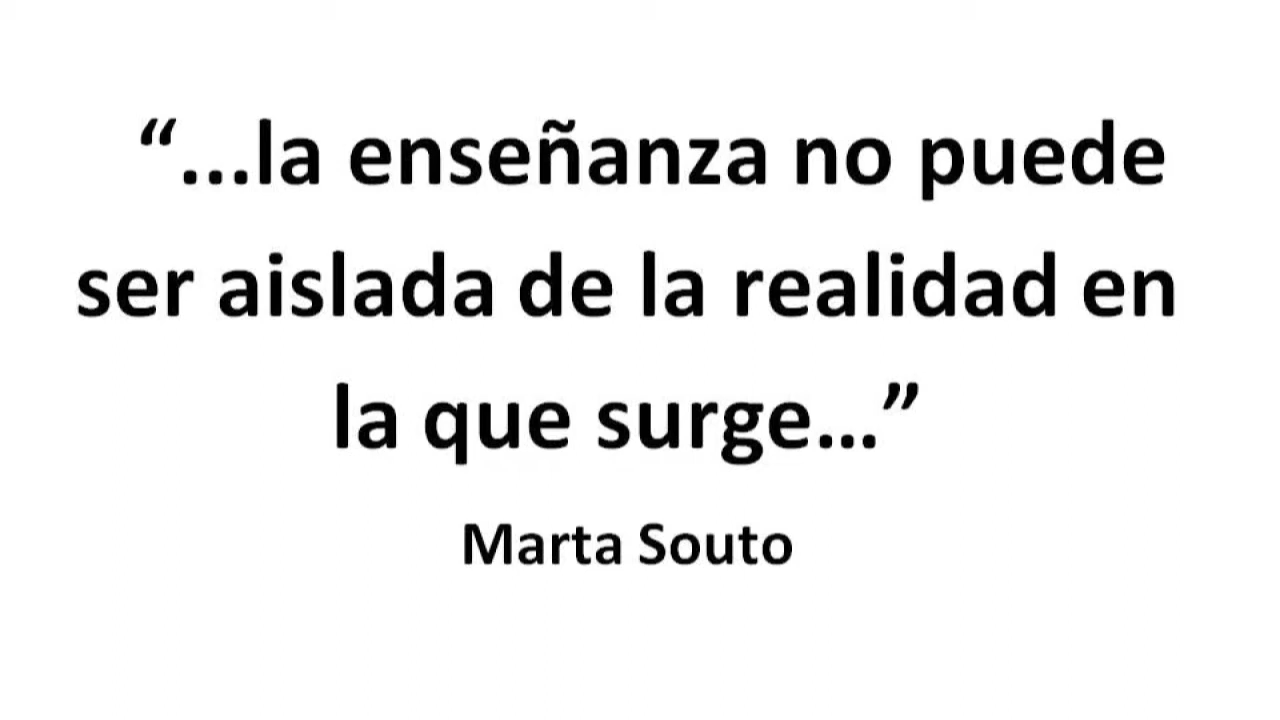 “...la enseñanza no puede
ser aislada de la realidad en
la que surge...”
Marta Souto